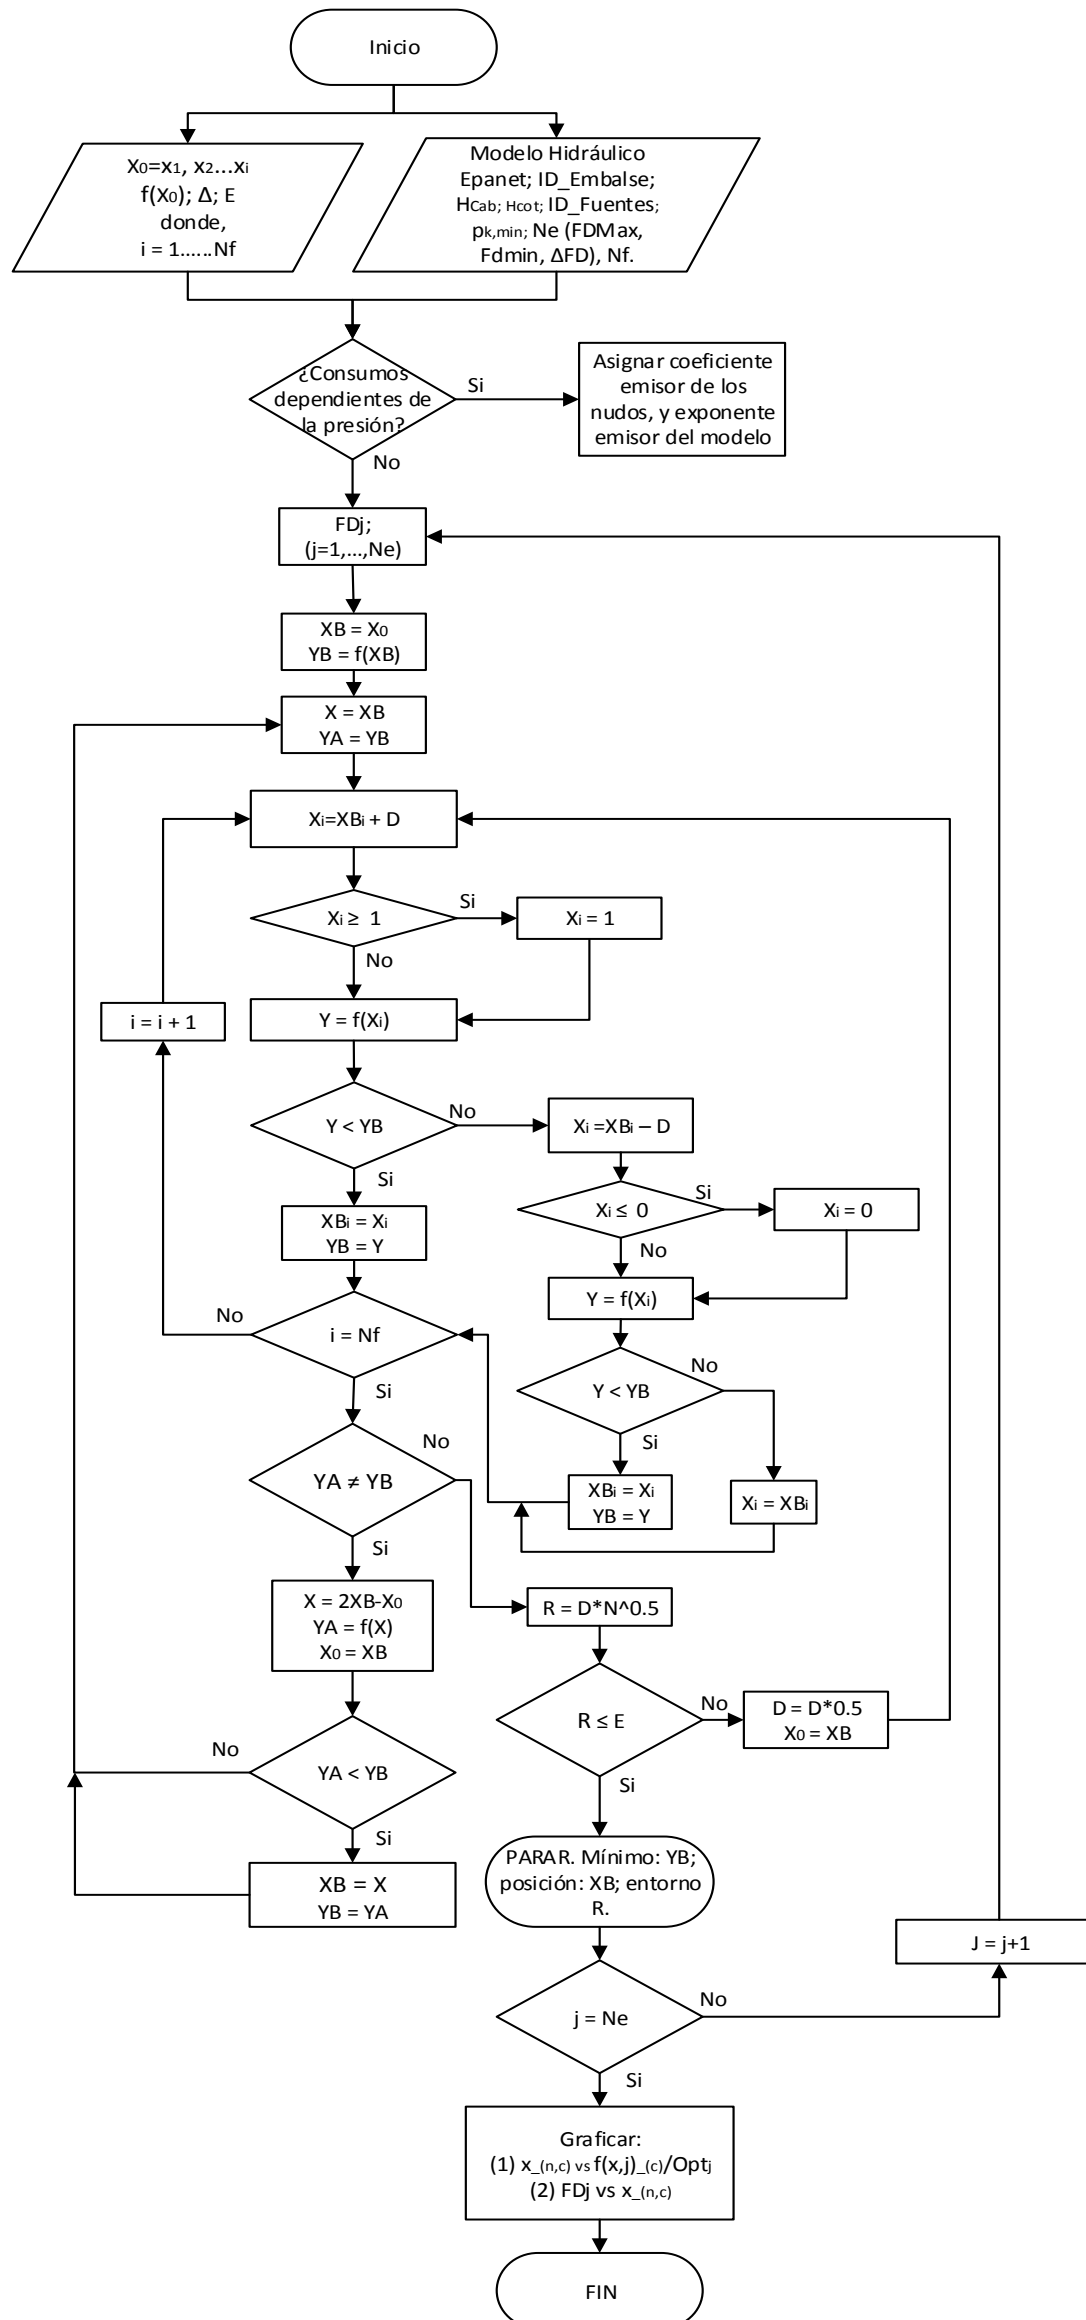 Inicio
X0=x1, x2...xi
f(X0); Δ; E
donde,
i = 1......Nf
Modelo Hidráulico
Epanet; ID_Embalse;
HCab; Hcot; ID_Fuentes;
pk,min; Ne (FDMax,
Fdmin, ΔFD), Nf.
¿Consumos
dependientes de
la presión?
Si
Asignar coeficiente
emisor de los
nudos, y exponente
emisor del modelo
No
FDj;
(j=1,...,Ne)
XB = X0
YB = f(XB)
X = XB
YA = YB
Xi=XBi + D
Xi ≥ 1
Si
Xi = 1
No
i = i + 1
Y = f(Xi)
Y < YB
No
Xi =XBi – D
Si
Xi ≤ 0
Si
Xi = 0
XBi = Xi
YB = Y
No
Y = f(Xi)
No
i = Nf
Y < YB
No
Si
Si
YA ≠ YB
No
XBi = Xi
YB = Y
Xi = XBi
Si
X = 2XB-X0
YA = f(X)
X0 = XB
R = D*N^0.5
R ≤ E
No
D = D*0.5
X0 = XB
No
YA < YB
Si
Si
XB = X
YB = YA
PARAR. Mínimo: YB;
posición: XB; entorno
R.
J = j+1
j = Ne
No
Si
Graficar:
(1) x_(n,c) vs f(x,j)_(c)/Optj
(2) FDj vs x_(n,c)
FIN